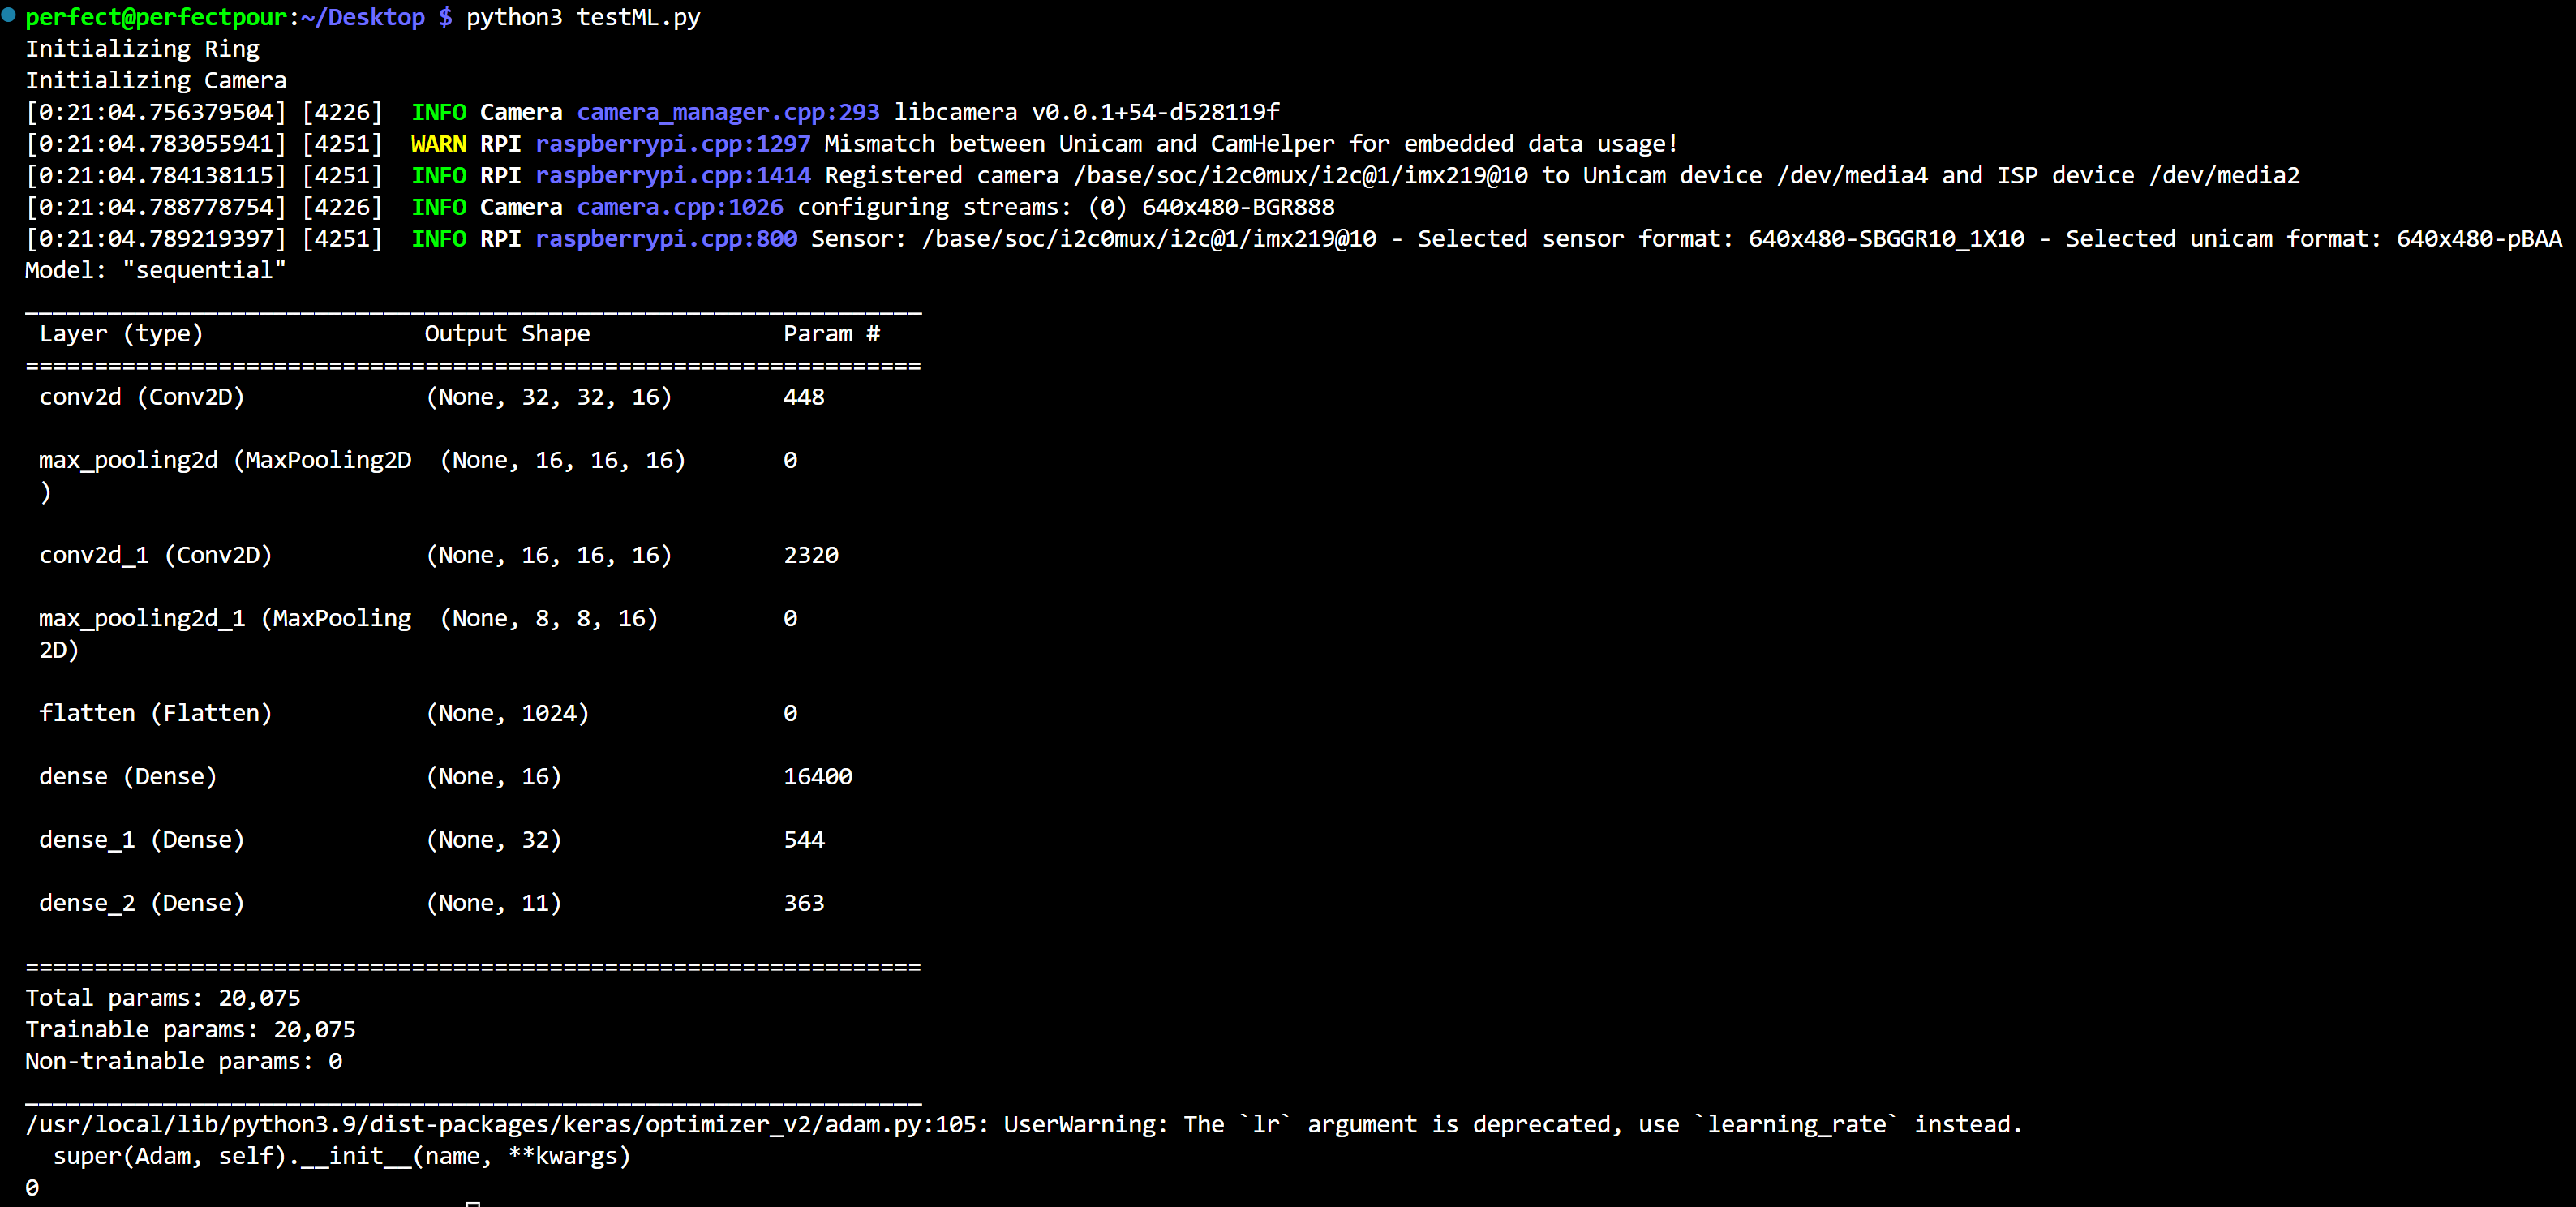 perfect@perfectpour:~/Desktop $ python3 testML.py
Initializing Ring
Initializing Camera
[0:21:04.756379504] [4226]  INFO Camera camera_manager.cpp:293 libcamera v0.0.1+54-d528119f
[0:21:04.783055941] [4251]  WARN RPI raspberrypi.cpp:1297 Mismatch between Unicam and CamHelper for embedded data usage!
[0:21:04.784138115] [4251]  INFO RPI raspberrypi.cpp:1414 Registered camera /base/soc/i2c0mux/i2c@1/imx219@10 to Unicam device /dev/media4 and ISP device /dev/media2
[0:21:04.788778754] [4226]  INFO Camera camera.cpp:1026 configuring streams: (0) 640x480-BGR888
[0:21:04.789219397] [4251]  INFO RPI raspberrypi.cpp:800 Sensor: /base/soc/i2c0mux/i2c@1/imx219@10 - Selected sensor format: 640x480-SBGGR10_1X10 - Selected unicam format: 640x480-pBAA
Model: "sequential"
_________________________________________________________________
 Layer (type)                Output Shape              Param #
=================================================================
 conv2d (Conv2D)             (None, 32, 32, 16)        448
 max_pooling2d (MaxPooling2D  (None, 16, 16, 16)       0
 )
 conv2d_1 (Conv2D)           (None, 16, 16, 16)        2320
 max_pooling2d_1 (MaxPooling  (None, 8, 8, 16)         0
 2D)
 flatten (Flatten)           (None, 1024)              0
 dense (Dense)               (None, 16)                16400
 dense_1 (Dense)             (None, 32)                544
 dense_2 (Dense)             (None, 11)                363
=================================================================
Total params: 20,075
Trainable params: 20,075
Non-trainable params: 0
_________________________________________________________________
/usr/local/lib/python3.9/dist-packages/keras/optimizer_v2/adam.py:105: UserWarning: The `lr` argument is deprecated, use `learning_rate` instead.
  super(Adam, self).__init__(name, **kwargs)
0